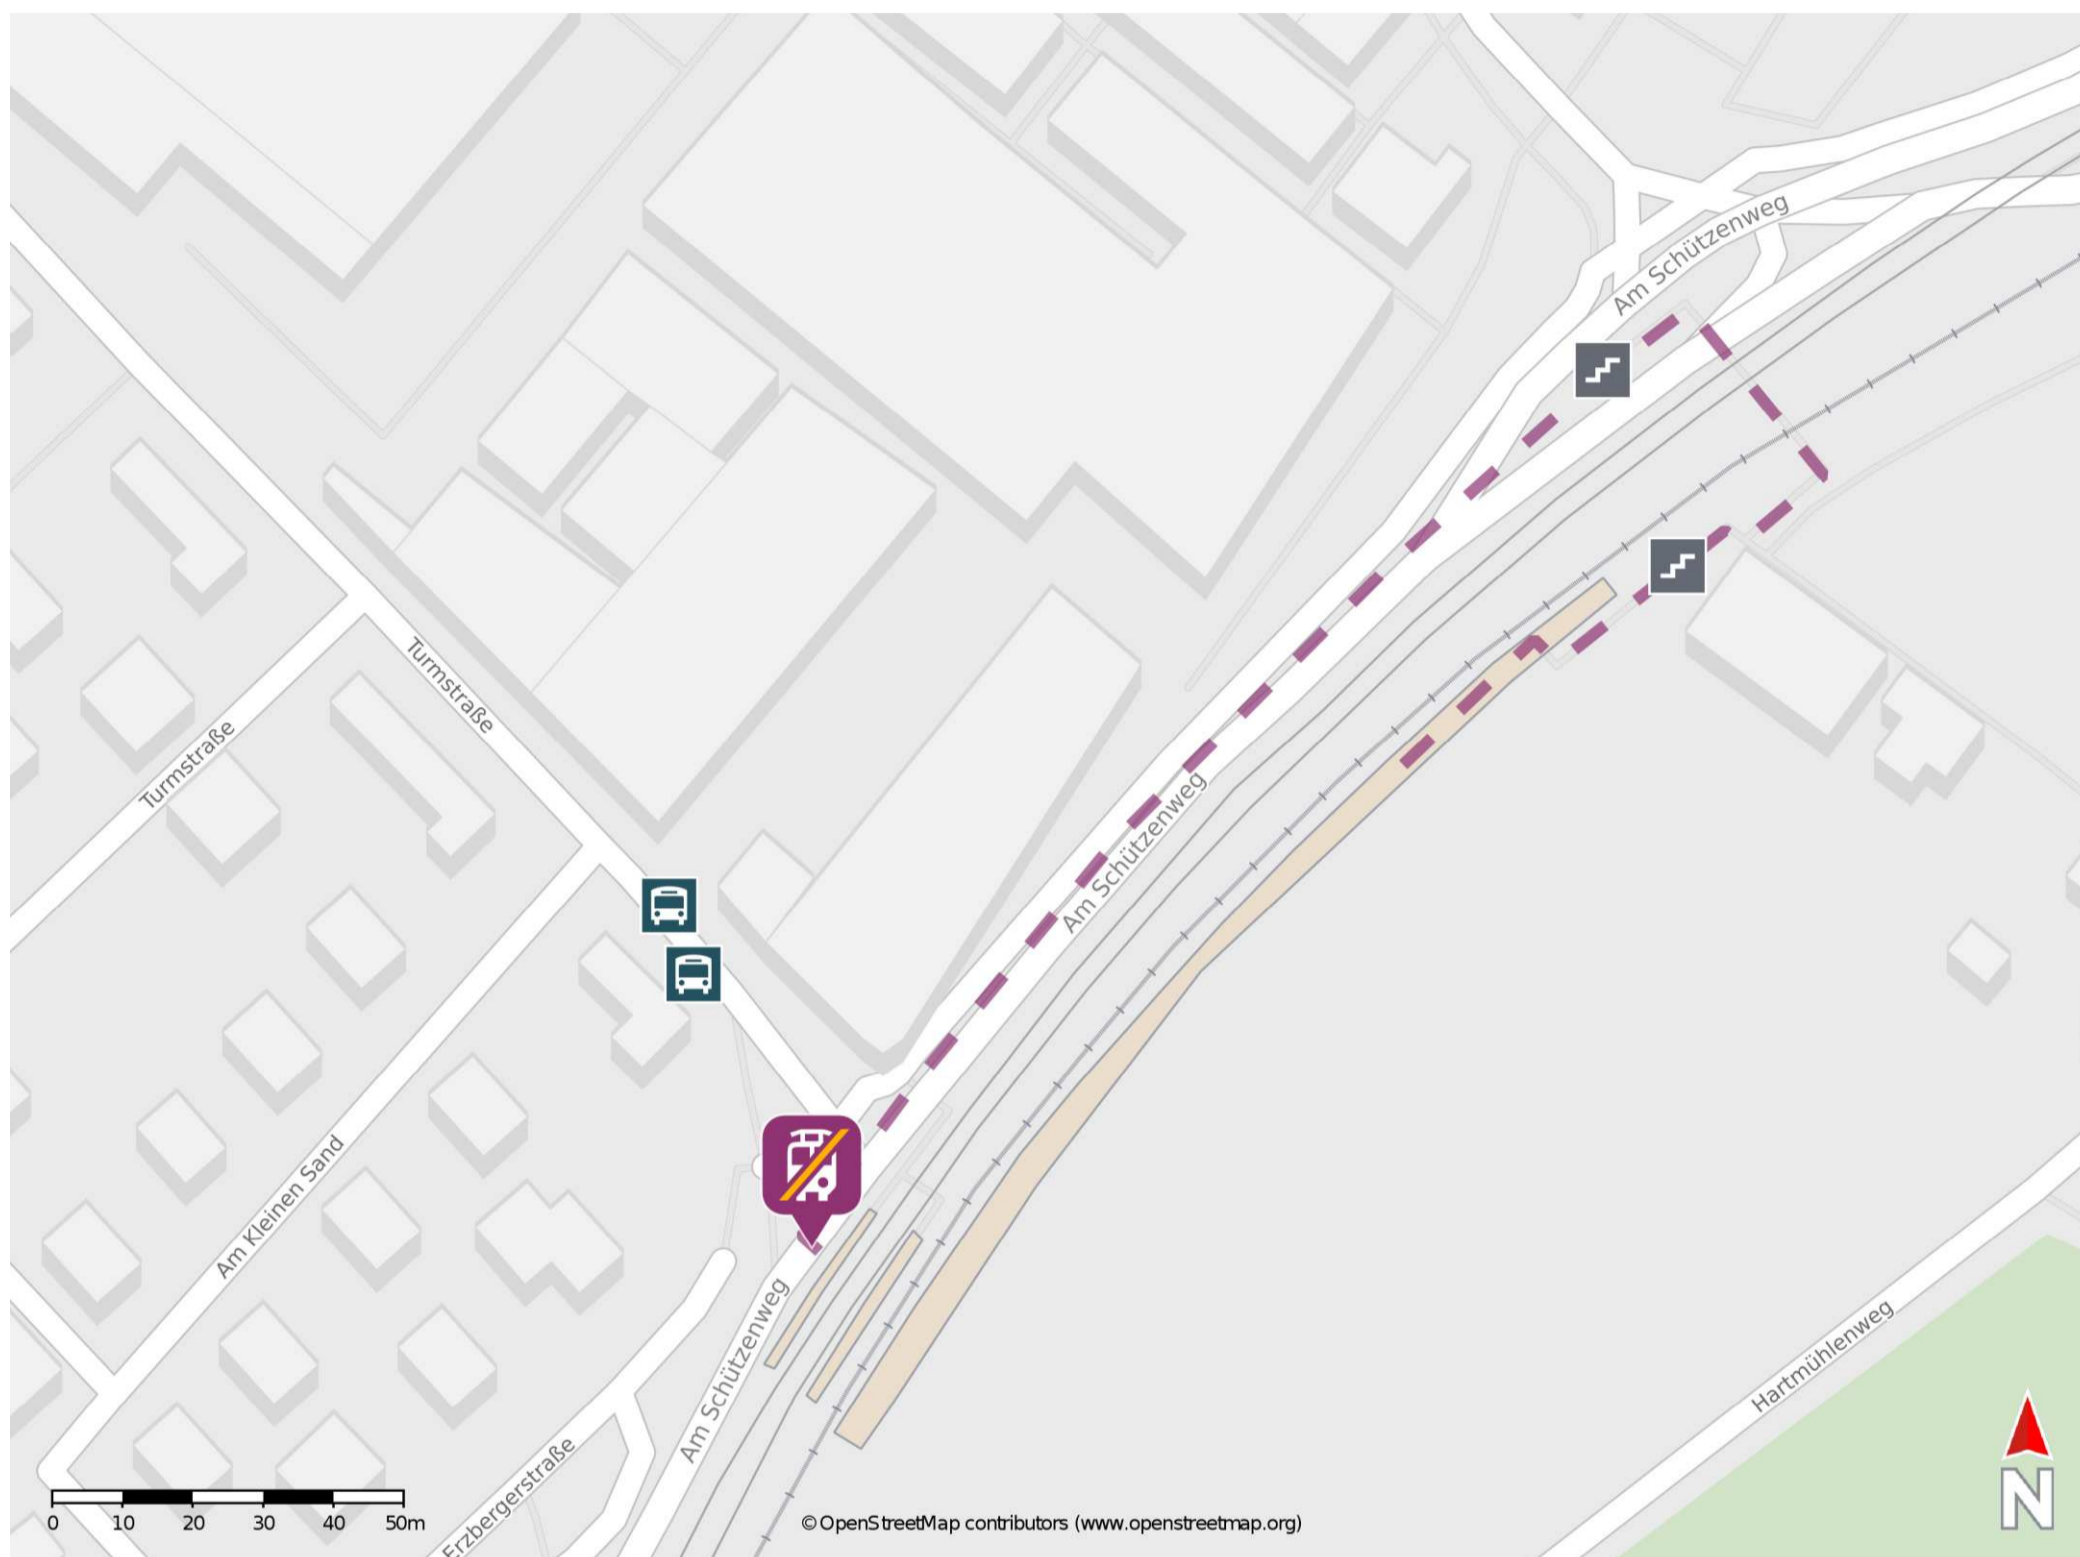 Am Schützenweg
Turmstraße
Turmstraße
Am Schützenweg
Am Kleinen Sand
Am Schützenweg
Hartmühlenweg
Erzbergerstraße
0 10 20 30 40 50m
© OpenStreetMap contributors (www.openstreetmap.org)
N